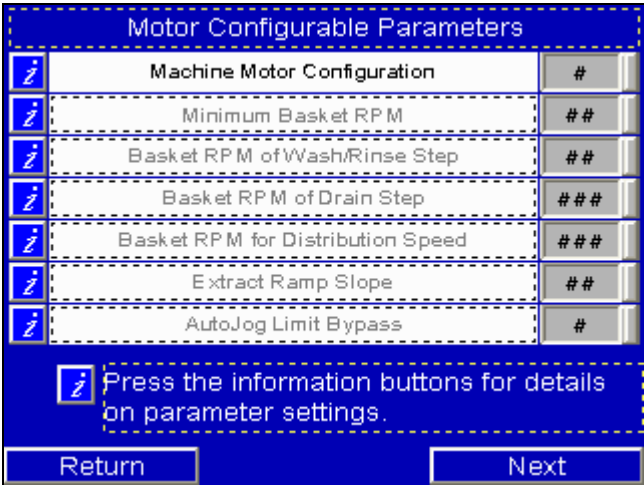 Motor Configurable Parameters
i Machine Motor Configuration #
i Minimum Basket RPM ##
i Basket RPM of Wash/Rinse Step ##
i Basket RPM of Drain Step ###
i Basket RPM for Distribution Speed ###
i Extract Ramp Slope ##
i AutoJog Limit Bypass #
i Press the information buttons for details
on parameter settings.
Return Next